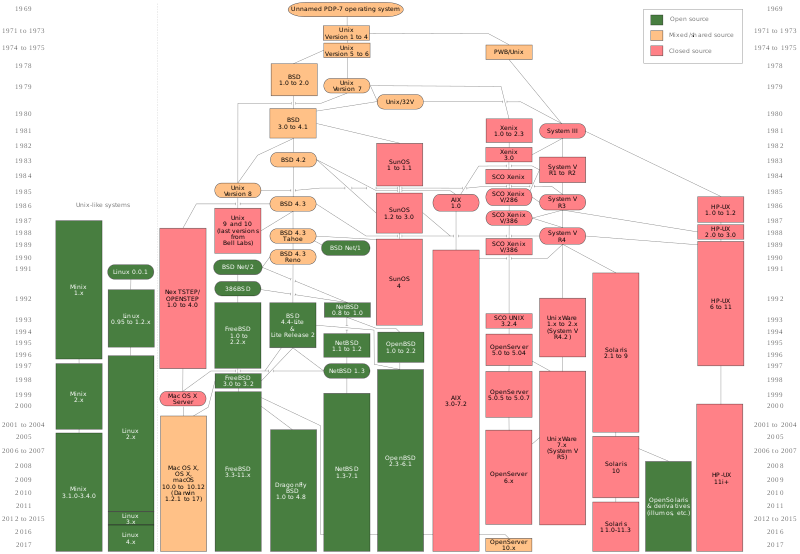 Unnamed PDP-7 operating system
1969
1969
Open source
Mixed/shared source
Closed source
1971 to 1973
Unix
Version 1 to 4
1971 to 1973
1974 to 1975
Unix
Version 5 to 6
PWB/Unix
1974 to 1975
1978
BSD
1.0 to 2.0
1978
1979
Unix
Version 7
1979
Unix/32V
1980
BSD
3.0 to 4.1
1980
1981
Xenix
1.0 to 2.3
System III
1981
1982
Xenix
3.0
1982
1983
BSD 4.2
SunOS
1 to 1.1
System V
R1 to R2
1983
1984
SCO Xenix
1984
1985
Unix
Version 8
SCO Xenix
V/286
1985
1986
BSD 4.3
SunOS
1.2 to 3.0
AIX
1.0
System V
R3
HP-UX
1.0 to 1.2
1986
Unix-like systems
1987
Unix
9 and 10
(last versions
from
Bell Labs)
SCO Xenix
V/386
1987
1988
BSD 4.3
Tahoe
System V
R4
HP-UX
2.0 to 3.0
1988
1989
BSD Net/1
SCO Xenix
V/386
1989
1990
BSD 4.3
Reno
1990
1991
Linux 0.0.1
BSD Net/2
1991
Minix
1.x
NexTSTEP/
OPENSTEP
1.0 to 4.0
386BSD
SunOS
4
HP-UX
6 to 11
1992
NetBSD
0.8 to 1.0
1992
1993
Linux
0.95 to 1.2.x
FreeBSD
1.0 to
2.2.x
BSD
4.4-lite
&
Lite Release 2
SCO UNIX
3.2.4
UnixWare
1.x to 2.x
(System V
R4.2)
1993
1994
1994
1995
NetBSD
1.1 to 1.2
OpenBSD
1.0 to 2.2
OpenServer
5.0 to 5.04
Solaris
2.1 to 9
1995
1996
1996
1997
NetBSD 1.3
1997
1998
Minix
2.x
FreeBSD
3.0 to 3.2
OpenServer
5.0.5 to 5.0.7
1998
1999
Mac OS X
Server
AIX
3.0-7.2
1999
2000
2000
2001 to 2004
Linux
2.x
2001 to 2004
2005
UnixWare
7.x
(System V
R5)
2005
2006 to 2007
2006 to 2007
2008
Mac OS X,
OS X,
macOS
10.0 to 10.12
(Darwin
1.2.1 to 17)
FreeBSD
3.3-11.x
NetBSD
1.3-7.1
OpenBSD
2.3-6.1
Solaris
10
HP-UX
11i+
2008
2009
Minix
3.1.0-3.4.0
DragonFly
BSD
1.0 to 4.8
OpenServer
6.x
2009
2010
OpenSolaris
& derivatives
(illumos, etc.)
2010
2011
2011
2012 to 2015
Linux
3.x
2012 to 2015
2016
Linux
4.x
Solaris
11.0-11.3
2016
2017
OpenServer
10.x
2017